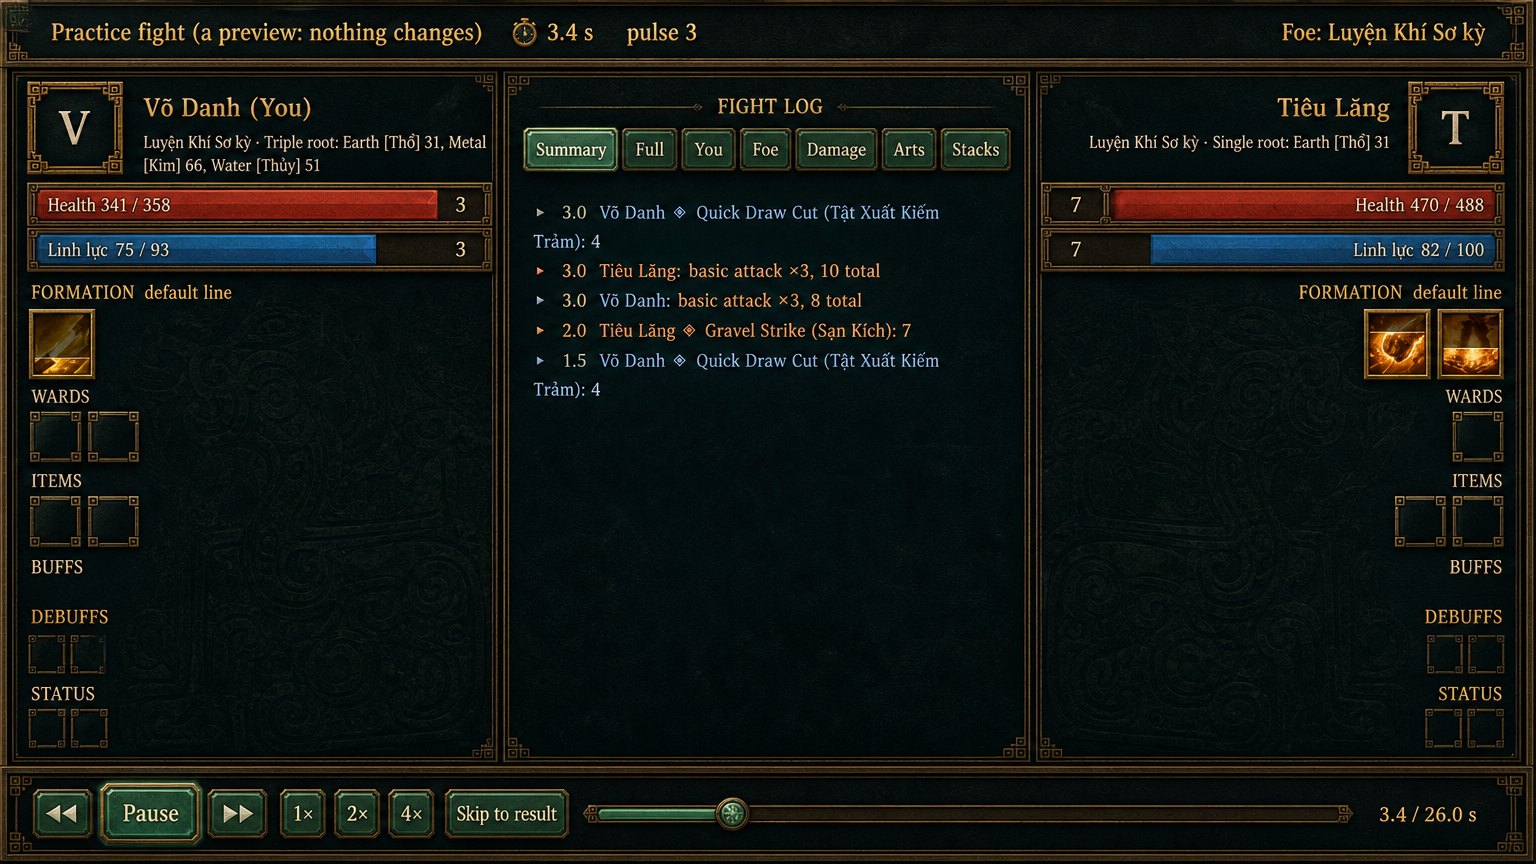 Practice fight (a preview: nothing changes) 3.4 s pulse 3 Foe: Luyện Khí Sơ kỳ
V
Võ Danh (You)
Luyện Khí Sơ kỳ · Triple root: Earth [Thổ] 31, Metal
[Kim] 66, Water [Thủy] 51
Health 341 / 358 3
Linh lực 75 / 93 3
FORMATION default line
WARDS
ITEMS
BUFFS
DEBUFFS
STATUS
FIGHT LOG
Summary Full You Foe Damage Arts Stacks
3.0 Võ Danh Quick Draw Cut (Tật Xuất Kiếm
Trảm): 4
3.0 Tiêu Lăng: basic attack ×3, 10 total
3.0 Võ Danh: basic attack ×3, 8 total
2.0 Tiêu Lăng Gravel Strike (Sạn Kích): 7
1.5 Võ Danh Quick Draw Cut (Tật Xuất Kiếm
Trảm): 4
Tiêu Lăng
T
Luyện Khí Sơ kỳ · Single root: Earth [Thổ] 31
7 Health 470 / 488
7 Linh lực 82 / 100
FORMATION default line
WARDS
ITEMS
BUFFS
DEBUFFS
STATUS
Pause 1× 2× 4× Skip to result 3.4 / 26.0 s